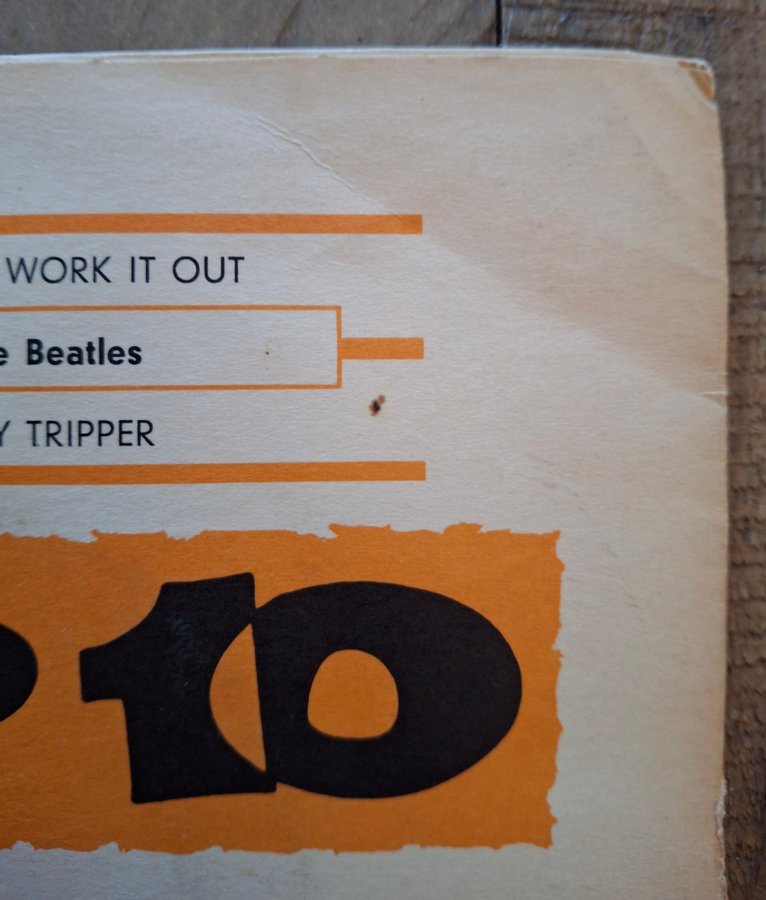 WORK IT OUT
e Beatles
Y TRIPPER
P 10